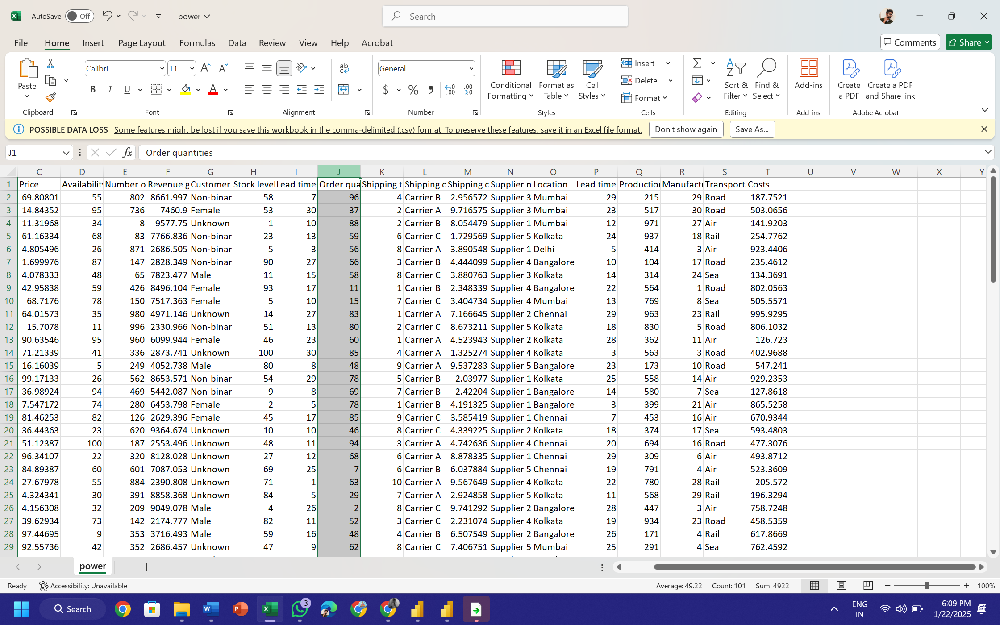 AutoSave Off power Search
File Home Insert Page Layout Formulas Data Review View Help Acrobat Comments Share
Paste Calibri 11 General Conditional Formatting Format as Table Cell Styles Insert Delete Format Sort & Filter Find & Select Add-ins Create a PDF Create a PDF and Share link
Clipboard Font Alignment Number Styles Cells Editing Add-ins Adobe Acrobat
POSSIBLE DATA LOSS Some features might be lost if you save this workbook in the comma-delimited (.csv) format. To preserve these features, save it in an Excel file format. Don't show again Save As...
J1 fx Order quantities
C D E F G H I J K L M N O P Q R S T U V W X Y
1 Price Availabilit Number o Revenue g Customer Stock leve Lead time Order qua Shipping t Shipping c Shipping c Supplier n Location Lead time Production Manufactu Transport Costs
2 69.80801 55 802 8661.997 Non-binar 58 7 96 4 Carrier B 2.956572 Supplier 3 Mumbai 29 215 29 Road 187.7521
3 14.84352 95 736 7460.9 Female 53 30 37 2 Carrier A 9.716575 Supplier 3 Mumbai 23 517 30 Road 503.0656
4 11.31968 34 8 9577.75 Unknown 1 10 88 2 Carrier B 8.054479 Supplier 1 Mumbai 12 971 27 Air 141.9203
5 61.16334 68 83 7766.836 Non-binar 23 13 59 6 Carrier C 1.729569 Supplier 5 Kolkata 24 937 18 Rail 254.7762
6 4.805496 26 871 2686.505 Non-binar 5 3 56 8 Carrier A 3.890548 Supplier 1 Delhi 5 414 3 Air 923.4406
7 1.699976 87 147 2828.349 Non-binar 90 27 66 3 Carrier B 4.444099 Supplier 4 Bangalore 10 104 17 Road 235.4612
8 4.078333 48 65 7823.477 Male 11 15 58 8 Carrier C 3.880763 Supplier 3 Kolkata 14 314 24 Sea 134.3691
9 42.95838 59 426 8496.104 Female 93 17 11 1 Carrier B 2.348339 Supplier 4 Bangalore 22 564 1 Road 802.0563
10 68.7176 78 150 7517.363 Female 5 10 15 7 Carrier C 3.404734 Supplier 4 Mumbai 13 769 8 Sea 505.5571
11 64.01573 35 980 4971.146 Unknown 14 27 83 1 Carrier A 7.166645 Supplier 2 Chennai 29 963 23 Rail 995.9295
12 15.7078 11 996 2330.966 Non-binar 51 13 80 2 Carrier C 8.673211 Supplier 5 Kolkata 18 830 5 Road 806.1032
13 90.63546 95 960 6099.944 Female 46 23 60 1 Carrier A 4.523943 Supplier 2 Kolkata 28 362 11 Air 126.723
14 71.21339 41 336 2873.741 Unknown 100 30 85 4 Carrier A 1.325274 Supplier 4 Kolkata 3 563 3 Road 402.9688
15 16.16039 5 249 4052.738 Male 80 8 48 9 Carrier A 9.537283 Supplier 5 Bangalore 23 173 10 Road 547.241
16 99.17133 26 562 8653.571 Non-binar 54 29 78 5 Carrier B 2.03977 Supplier 1 Kolkata 25 558 14 Air 929.2353
17 36.98924 94 469 5442.087 Non-binar 9 8 69 7 Carrier B 2.42204 Supplier 1 Bangalore 14 580 7 Sea 127.8618
18 7.547172 74 280 6453.798 Female 2 5 78 1 Carrier B 4.191325 Supplier 1 Bangalore 3 399 21 Air 865.5258
19 81.46253 82 126 2629.396 Female 45 17 85 9 Carrier C 3.585419 Supplier 1 Chennai 7 453 16 Air 670.9344
20 36.44363 23 620 9364.674 Unknown 10 10 46 8 Carrier C 4.339225 Supplier 2 Kolkata 18 374 17 Sea 593.4803
21 51.12387 100 187 2553.496 Unknown 48 11 94 3 Carrier A 4.742636 Supplier 4 Chennai 20 694 16 Road 477.3076
22 96.34107 22 320 8128.028 Unknown 27 12 68 6 Carrier A 8.878335 Supplier 1 Chennai 29 309 6 Air 493.8712
23 84.89387 60 601 7087.053 Unknown 69 25 7 6 Carrier B 6.037884 Supplier 5 Chennai 19 791 4 Air 523.3609
24 27.67978 55 884 2390.808 Unknown 71 1 63 10 Carrier A 9.567649 Supplier 4 Kolkata 22 780 28 Rail 205.572
25 4.324341 30 391 8858.368 Unknown 84 5 29 7 Carrier A 2.924858 Supplier 5 Kolkata 11 568 29 Rail 196.3294
26 4.156308 32 209 9049.078 Male 4 26 2 8 Carrier C 9.741292 Supplier 2 Bangalore 28 447 3 Air 758.7248
27 39.62934 73 142 2174.777 Male 82 11 52 3 Carrier C 2.231074 Supplier 4 Kolkata 19 934 23 Road 458.5359
28 97.44695 9 353 3716.493 Male 59 16 48 4 Carrier B 6.507549 Supplier 2 Bangalore 26 171 4 Rail 617.8669
29 92.55736 42 352 2686.457 Unknown 47 9 62 8 Carrier C 7.406751 Supplier 5 Mumbai 25 291 4 Sea 762.4592
power
Ready Accessibility: Unavailable Average: 49.22 Count: 101 Sum: 4922 100%
Search 3 ENG IN 6:09 PM 1/22/2025